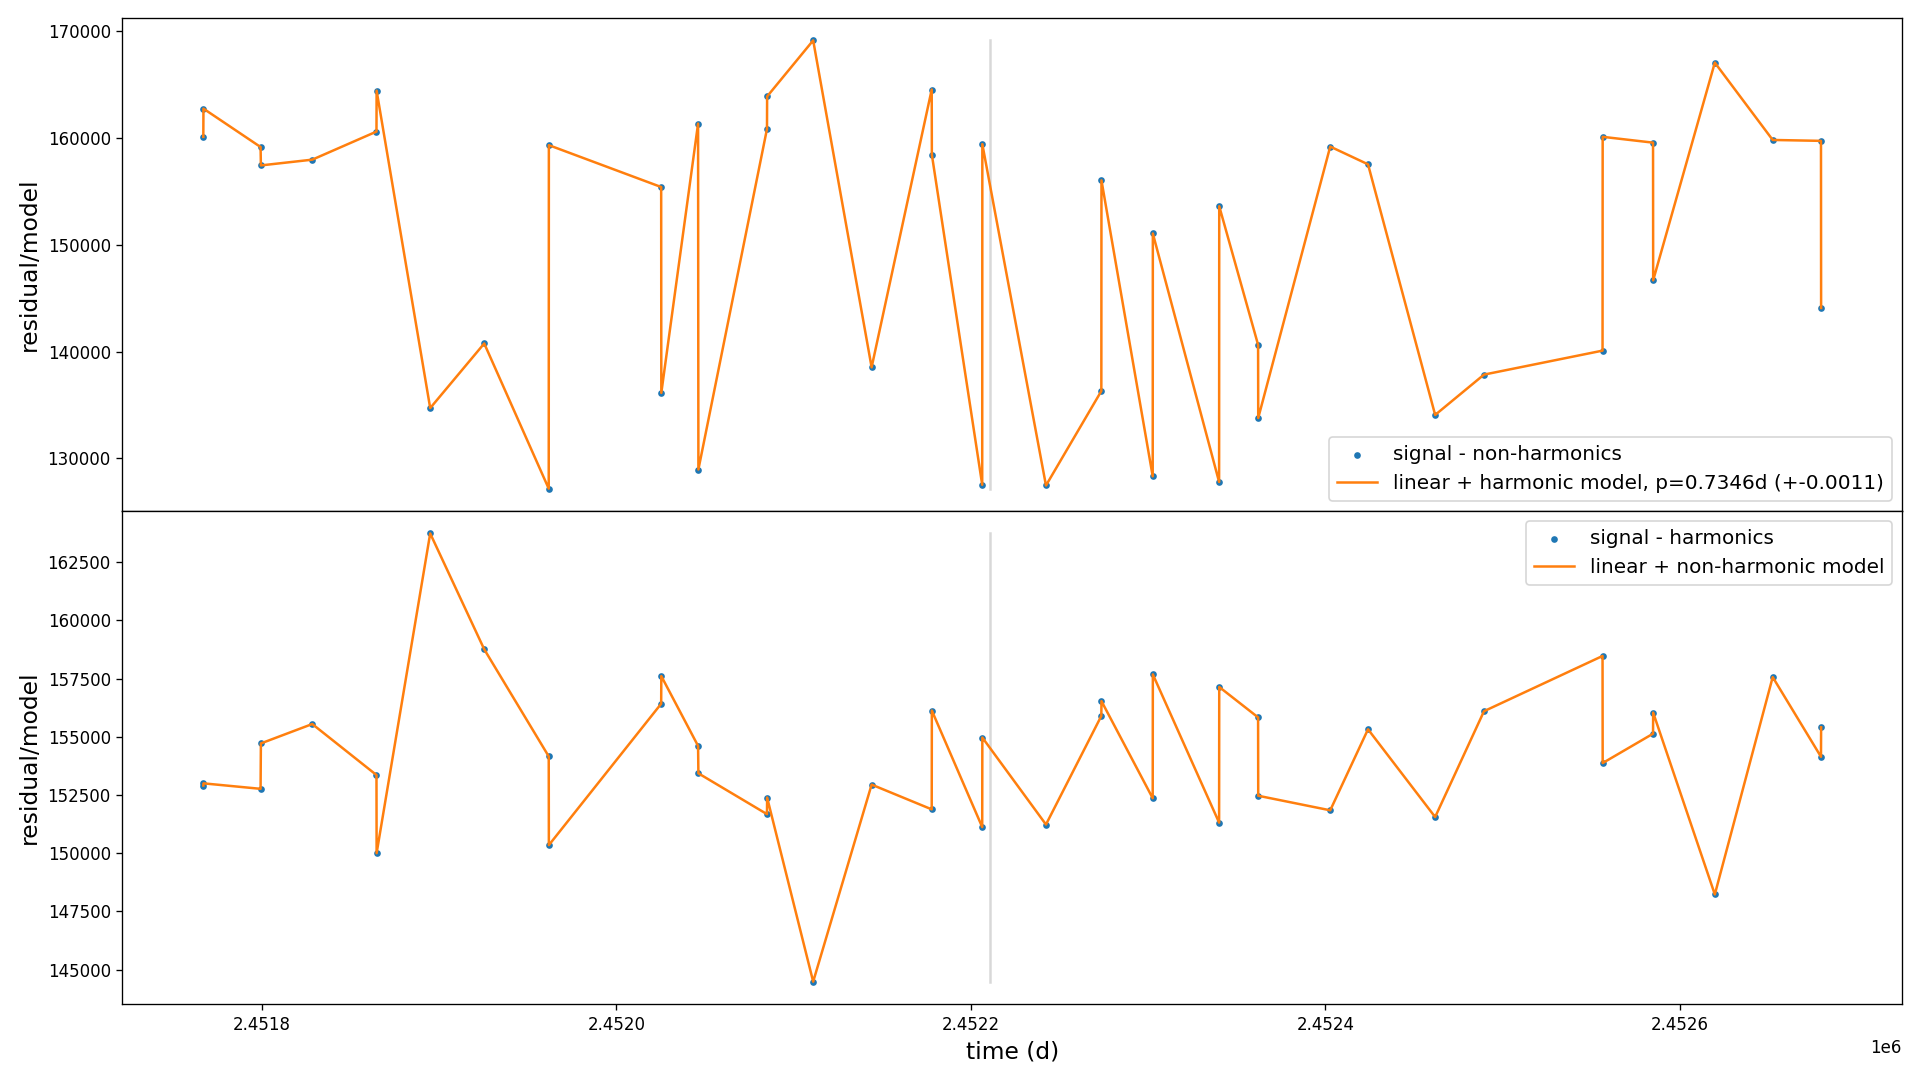 170000
160000
150000
140000
130000
residual/model
signal - non-harmonics
linear + harmonic model, p=0.7346d (+-0.0011)
162500
160000
157500
155000
152500
150000
147500
145000
residual/model
signal - harmonics
linear + non-harmonic model
2.4518 2.4520 2.4522 2.4524 2.4526
1e6
time (d)